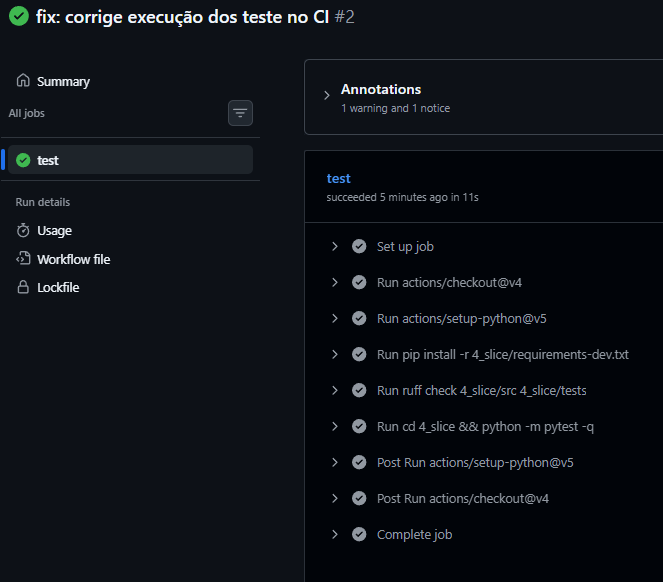 fix: corrige execução dos teste no CI #2
Summary
All jobs
test
Run details
Usage
Workflow file
Lockfile
Annotations
1 warning and 1 notice
test
succeeded 5 minutes ago in 11s
Set up job
Run actions/checkout@v4
Run actions/setup-python@v5
Run pip install -r 4_slice/requirements-dev.txt
Run ruff check 4_slice/src 4_slice/tests
Run cd 4_slice && python -m pytest -q
Post Run actions/setup-python@v5
Post Run actions/checkout@v4
Complete job